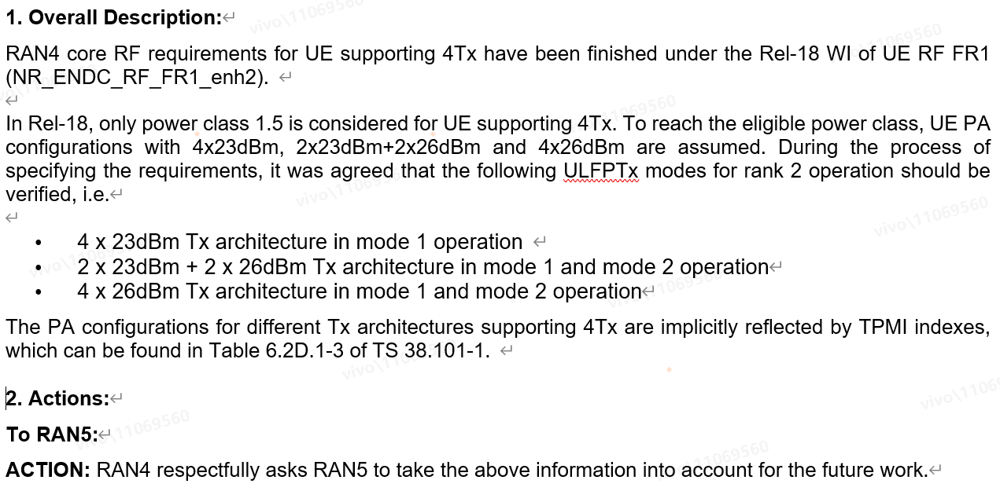 1. Overall Description:↵
RAN4 core RF requirements for UE supporting 4Tx have been finished under the Rel-18 WI of UE RF FR1
(NR_ENDC_RF_FR1_enh2). ↵
↵
In Rel-18, only power class 1.5 is considered for UE supporting 4Tx. To reach the eligible power class, UE PA
configurations with 4x23dBm, 2x23dBm+2x26dBm and 4x26dBm are assumed. During the process of
specifying the requirements, it was agreed that the following ULFPTx modes for rank 2 operation should be
verified, i.e.↵
↵
• 4 x 23dBm Tx architecture in mode 1 operation ↵
• 2 x 23dBm + 2 x 26dBm Tx architecture in mode 1 and mode 2 operation↵
• 4 x 26dBm Tx architecture in mode 1 and mode 2 operation↵
The PA configurations for different Tx architectures supporting 4Tx are implicitly reflected by TPMI indexes,
which can be found in Table 6.2D.1-3 of TS 38.101-1. ↵
2. Actions:↵
To RAN5:↵
ACTION: RAN4 respectfully asks RAN5 to take the above information into account for the future work.↵
vivo\11069560